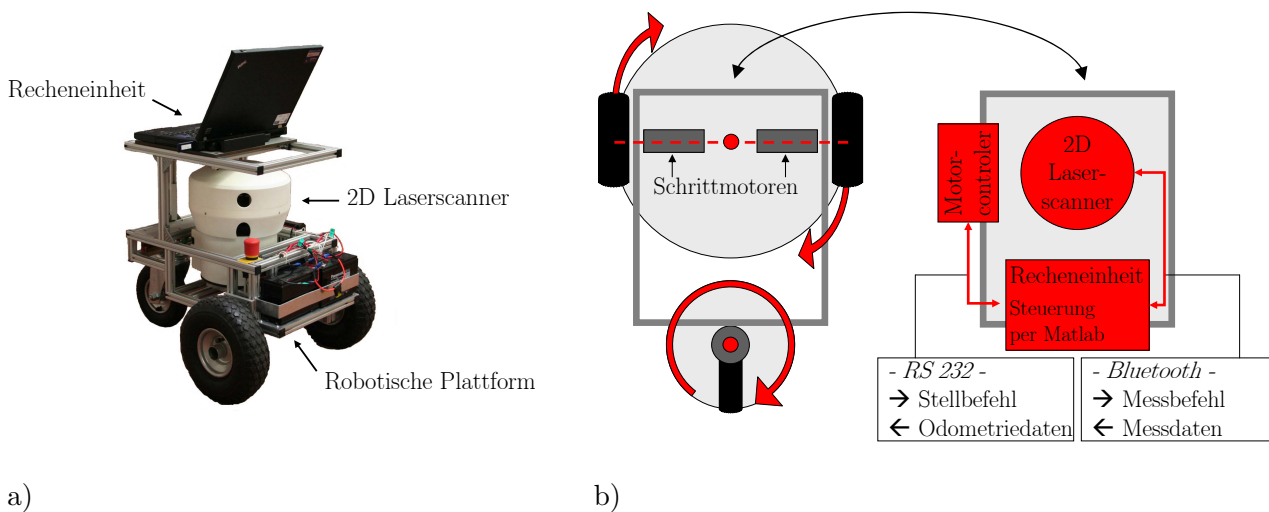 Recheneinheit
2D Laserscanner
Robotische Plattform
a)
Schrittmotoren
Motor-
controler
2D
Laser-
scanner
Recheneinheit
Steuerung
per Matlab
- RS 232 -
→ Stellbefehl
← Odometriedaten
- Bluetooth -
→ Messbefehl
← Messdaten
b)